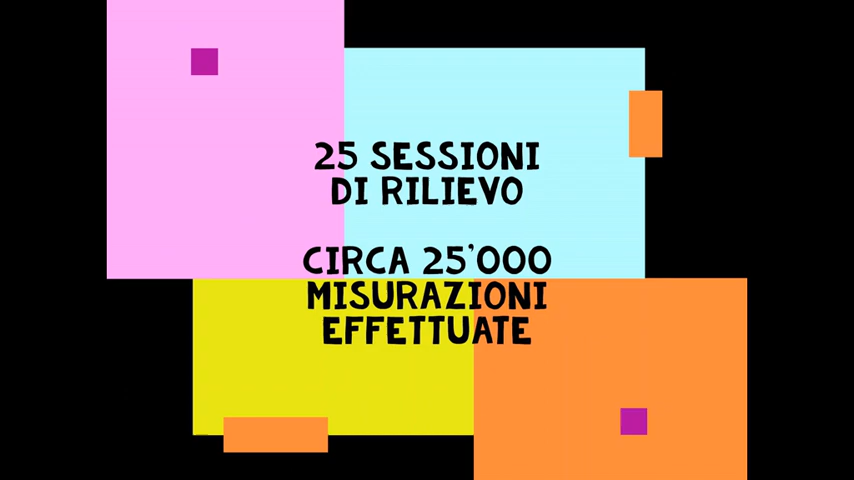 25 SESSIONI
DI RILIEVO
CIRCA 25'000
MISURAZIONI
EFFETTUATE